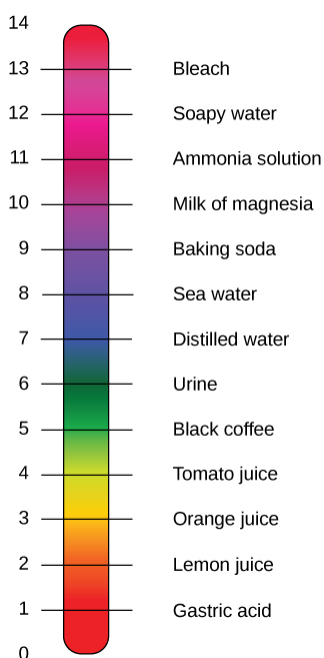 14
13 Bleach
12 Soapy water
11 Ammonia solution
10 Milk of magnesia
9 Baking soda
8 Sea water
7 Distilled water
6 Urine
5 Black coffee
4 Tomato juice
3 Orange juice
2 Lemon juice
1 Gastric acid
0